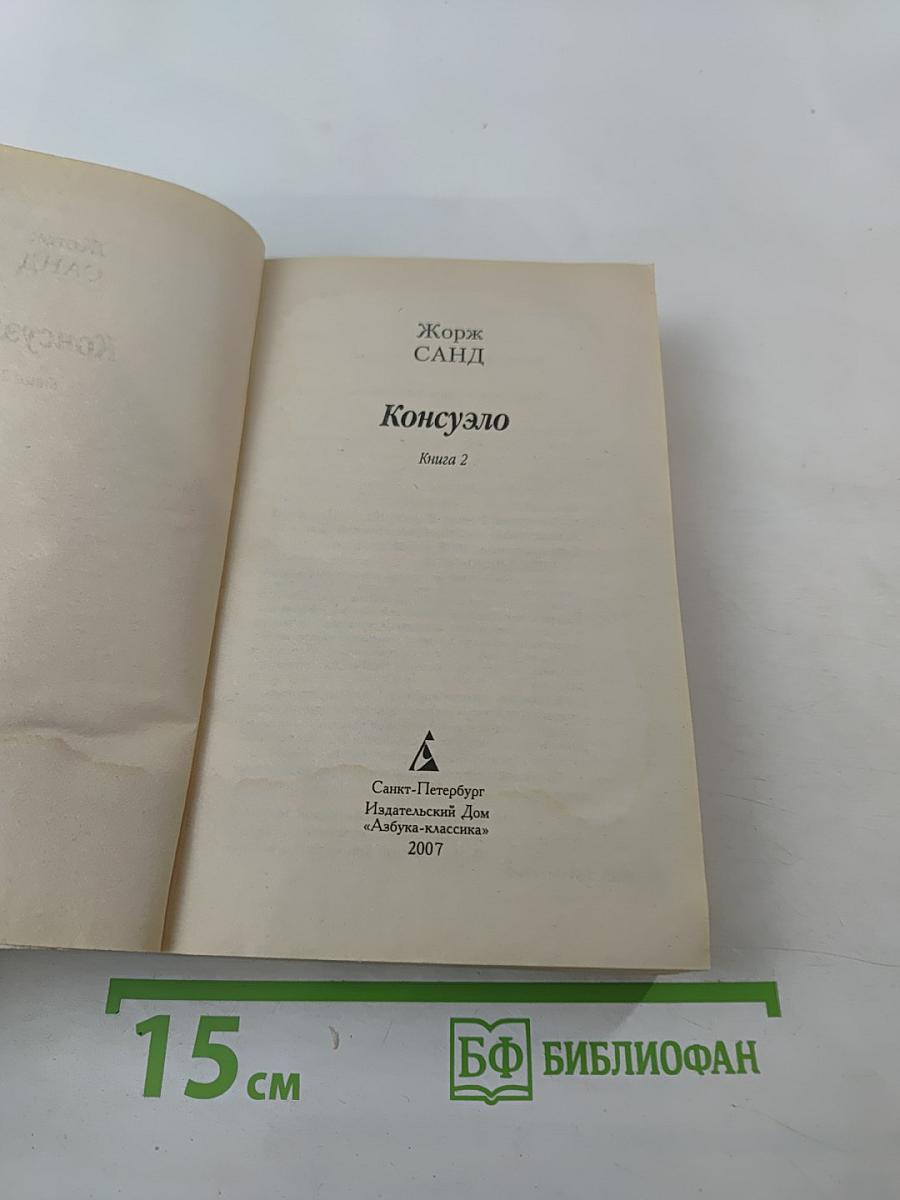 Жорж
САНД
Консуэло
Книга 2
Санкт-Петербург
Издательский Дом
«Азбука-классика»
2007
15 см
БФ БИБЛИОФАН